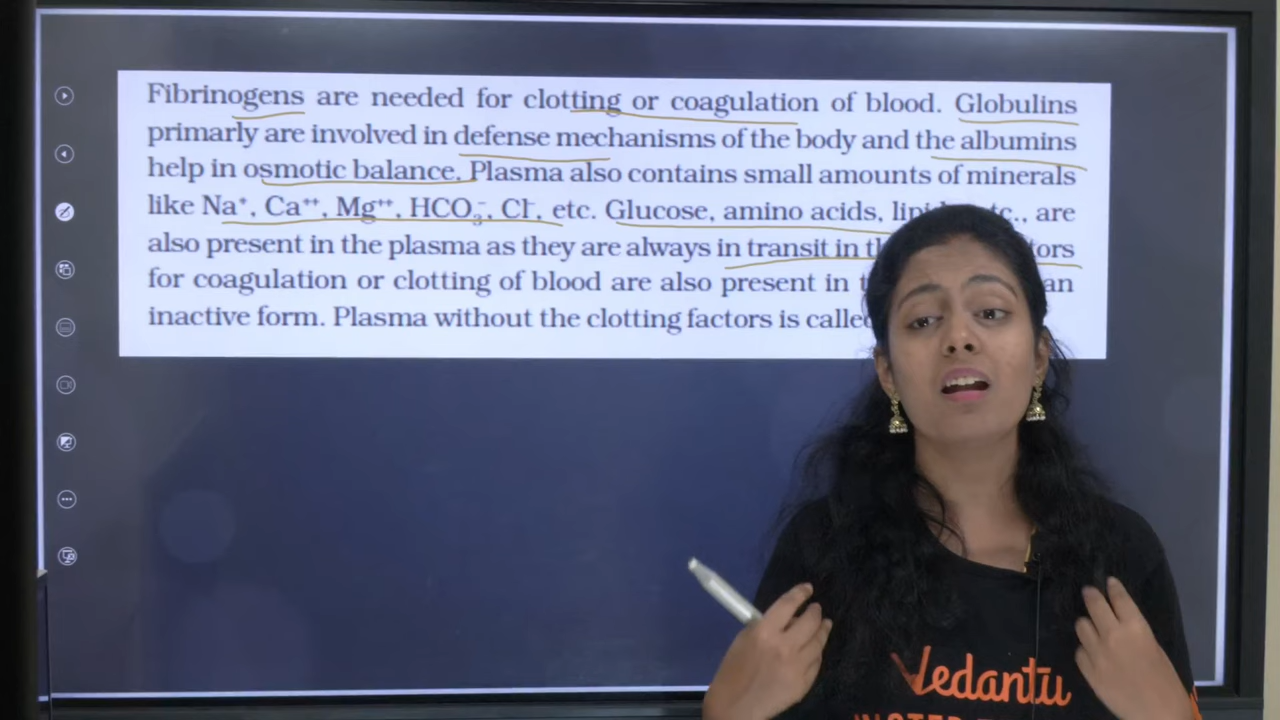 Fibrinogens are needed for clotting or coagulation of blood. Globulins
primarly are involved in defense mechanisms of the body and the albumins
help in osmotic balance. Plasma also contains small amounts of minerals
like Na⁺, Ca⁺⁺, Mg⁺⁺, HCO₃⁻, Cl⁻, etc. Glucose, amino acids, are
also present in the plasma as they are always in transit in
for coagulation or clotting of blood are also present in an
inactive form. Plasma without the clotting factors is
Vedantu